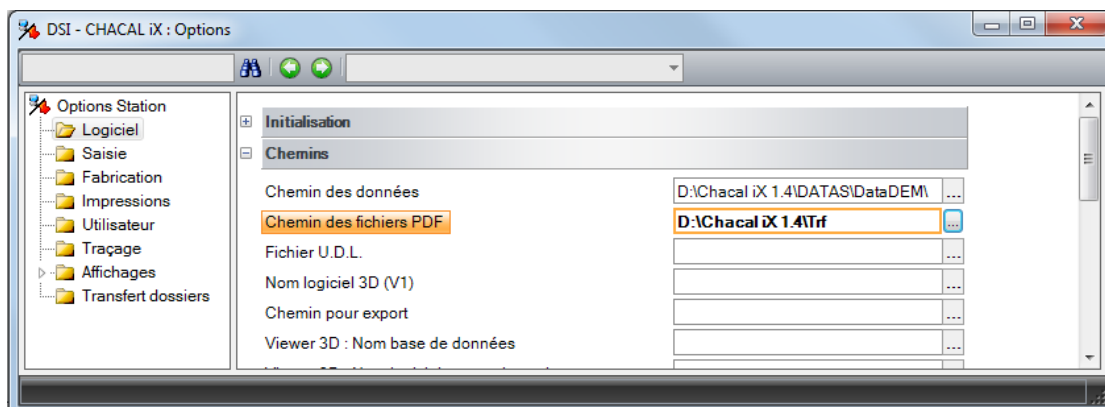 DSI - CHACAL iX : Options
Options Station
Logiciel
Saisie
Fabrication
Impressions
Utilisateur
Traçage
Affichages
Transfert dossiers
Initialisation
Chemins
Chemin des données D:\Chacal iX 1.4\DATAS\DataDEM\ ...
Chemin des fichiers PDF D:\Chacal iX 1.4\Trf ...
Fichier U.D.L. ...
Nom logiciel 3D (V1) ...
Chemin pour export ...
Viewer 3D : Nom base de données ...